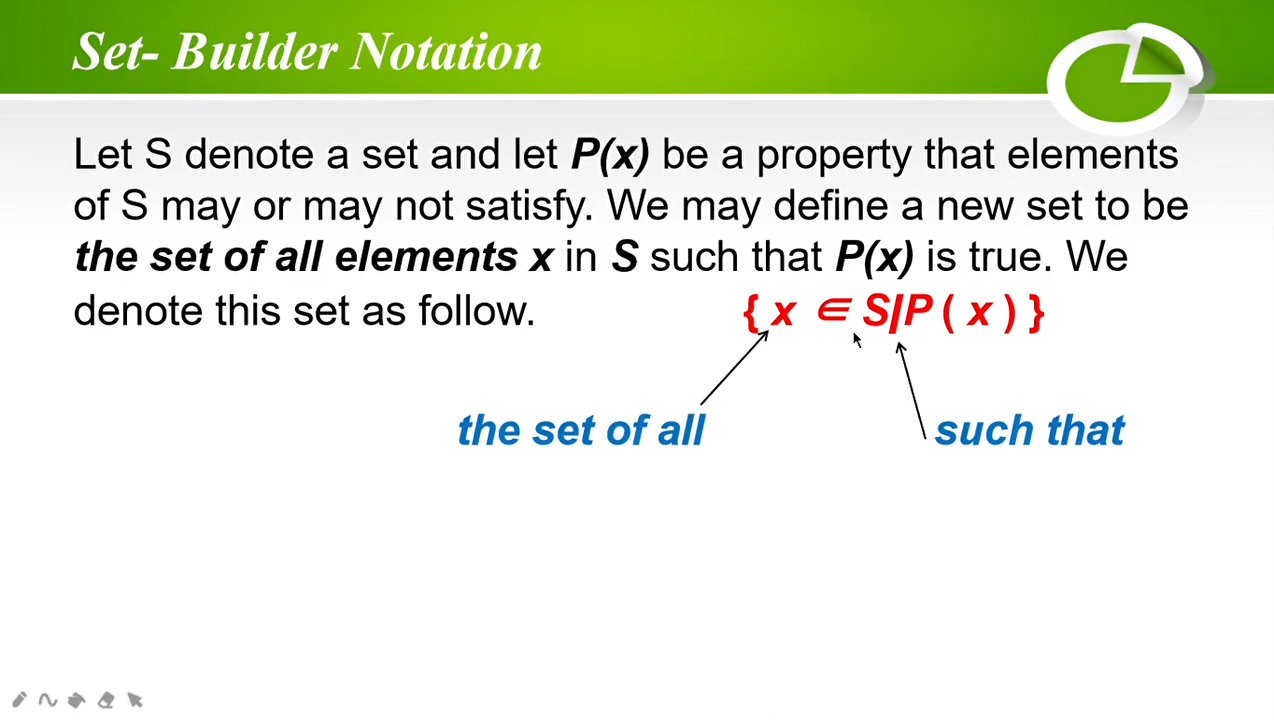 Set- Builder Notation
Let S denote a set and let P(x) be a property that elements
of S may or may not satisfy. We may define a new set to be
the set of all elements x in S such that P(x) is true. We
denote this set as follow. { x ∈ S|P ( x ) }
the set of all such that